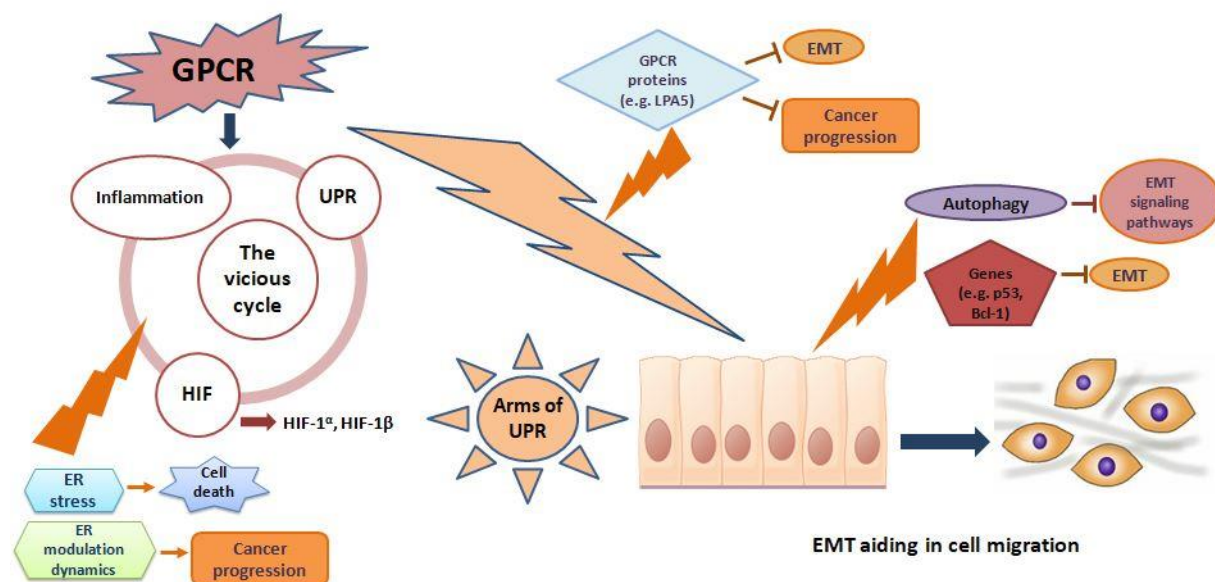 GPCR
Inflammation
UPR
The
vicious
cycle
HIF
HIF-1α, HIF-1β
ER
stress
Cell
death
ER
modulation
dynamics
Cancer
progression
GPCR
proteins
(e.g. LPA5)
EMT
Cancer
progression
Autophagy
EMT
signaling
pathways
Genes
(e.g. p53,
Bcl-1)
EMT
Arms of
UPR
EMT aiding in cell migration